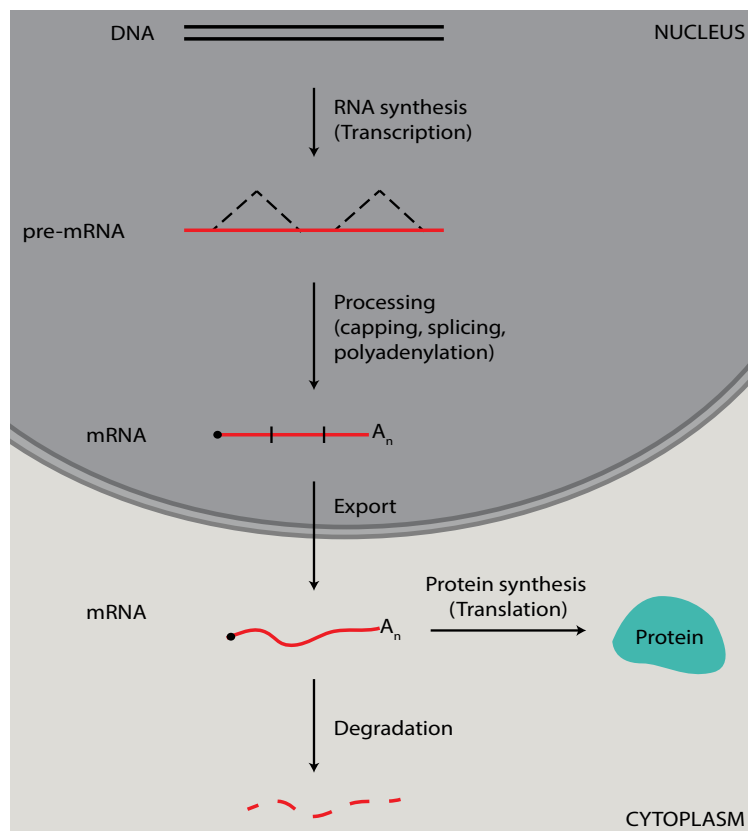 DNA
NUCLEUS
RNA synthesis
(Transcription)
pre-mRNA
Processing
(capping, splicing,
polyadenylation)
mRNA
An
Export
mRNA
An
Protein synthesis
(Translation)
Protein
Degradation
CYTOPLASM